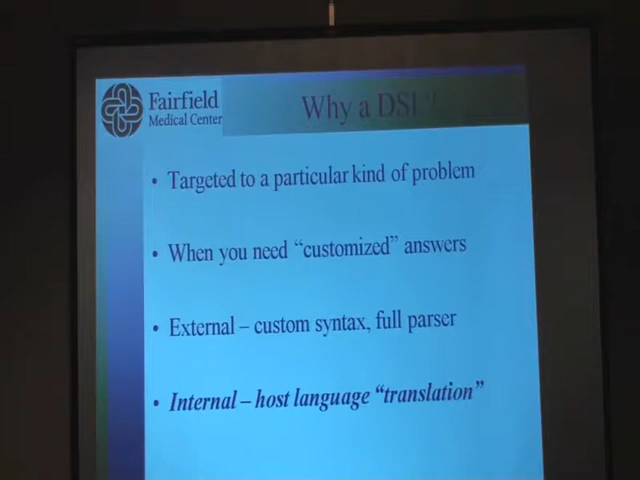 Fairfield
Medical Center
Why a DSL?
• Targeted to a particular kind of problem
• When you need “customized” answers
• External – custom syntax, full parser
• Internal – host language “translation”